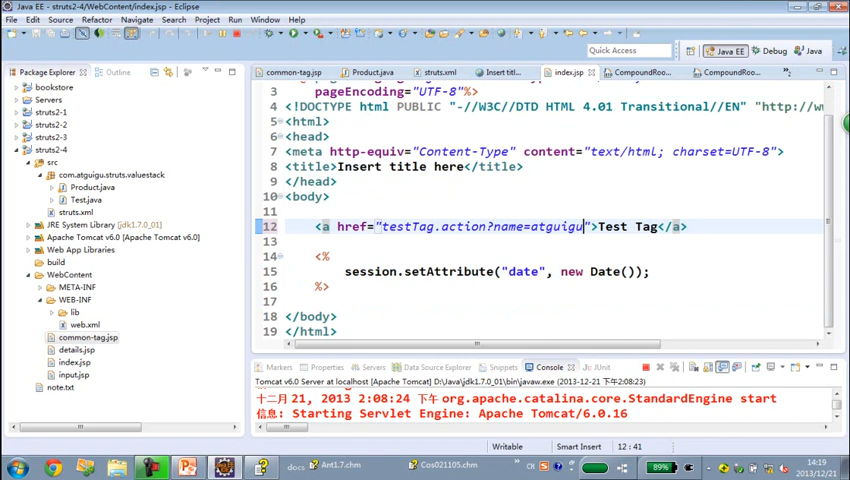 Java EE - struts2-4/WebContent/index.jsp - Eclipse
File Edit Source Refactor Navigate Search Project Run Window Help
Quick Access
Java EE
Debug
Java
Package Explorer
Outline
common-tag.jsp
Product.java
struts.xml
Insert titl...
index.jsp
CompoundRoo...
CompoundRoo...
bookstore
Servers
struts2-1
struts2-2
struts2-3
struts2-4
src
com.atguigu.struts.valuestack
Product.java
Test.java
struts.xml
JRE System Library [jdk1.7.0_01]
Apache Tomcat v6.0 [Apache Tomcat v6.0]
Web App Libraries
build
WebContent
META-INF
WEB-INF
lib
web.xml
common-tag.jsp
details.jsp
index.jsp
input.jsp
note.txt
3 pageEncoding="UTF-8"%>
4 <!DOCTYPE html PUBLIC "-//W3C//DTD HTML 4.01 Transitional//EN" "http://ww
5 <html>
6 <head>
7 <meta http-equiv="Content-Type" content="text/html; charset=UTF-8">
8 <title>Insert title here</title>
9 </head>
10 <body>
11
12 <a href="testTag.action?name=atguigu">Test Tag</a>
13
14 <%
15 session.setAttribute("date", new Date());
16 %>
17
18 </body>
19 </html>
Markers
Properties
Servers
Data Source Explorer
Snippets
Console
JUnit
Tomcat v6.0 Server at localhost [Apache Tomcat] D:\Java\jdk1.7.0_01\bin\javaw.exe (2013-12-21 下午2:08:23)
十二月 21, 2013 2:08:24 下午 org.apache.catalina.core.StandardEngine start
信息: Starting Servlet Engine: Apache Tomcat/6.0.16
Writable
Smart Insert
12 : 41
docs
Ant1.7.chm
Cos021105.chm
CH
89%
14:19
2013/12/21